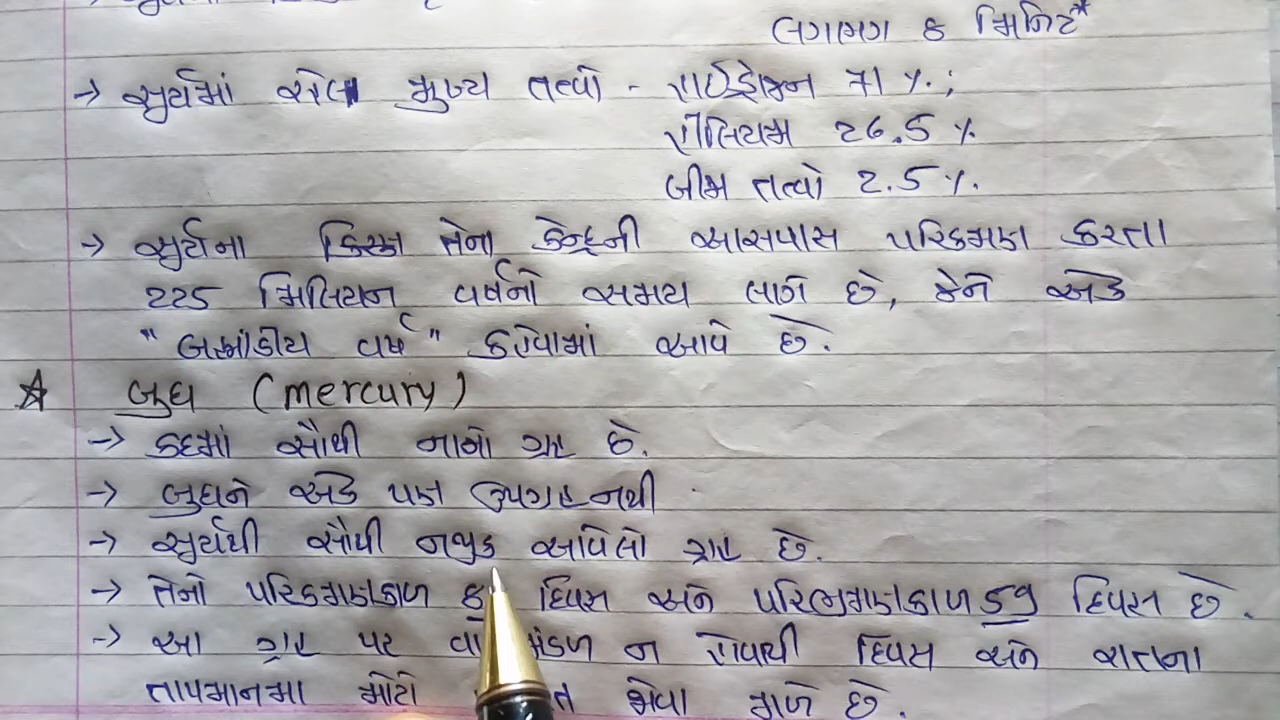 લગભગ 8 મિનિટ*
→ સુર્યમાં રહેલ મુખ્ય તત્વો - હાઈડ્રોજન 71 %.;
હીલિયમ 26.5 %
બીજા તત્વો 2.5 %.
→ સુર્યના તેના કેન્દ્રની આસપાસ પરિક્રમણ કરતા
225 મિલિયન વર્ષનો સમય લાગે છે, જેને એક
"બ્રહ્માંડીય વર્ષ" કહેવામાં આવે છે.
☆ બુધ (mercury)
→ કદમાં સૌથી નાનો ગ્રહ છે.
→ બુધને એક પણ ઉપગ્રહ નથી
→ સુર્યથી સૌથી નજીક આવેલો ગ્રહ છે.
→ તેનો પરિક્રમણકાળ દિવસ અને પરિભ્રમણકાળ 59 દિવસ છે.
→ આ ગ્રહ પર ન હોવાથી દિવસ અને રાતના
તાપમાનમા મોટો જોવા મળે છે.